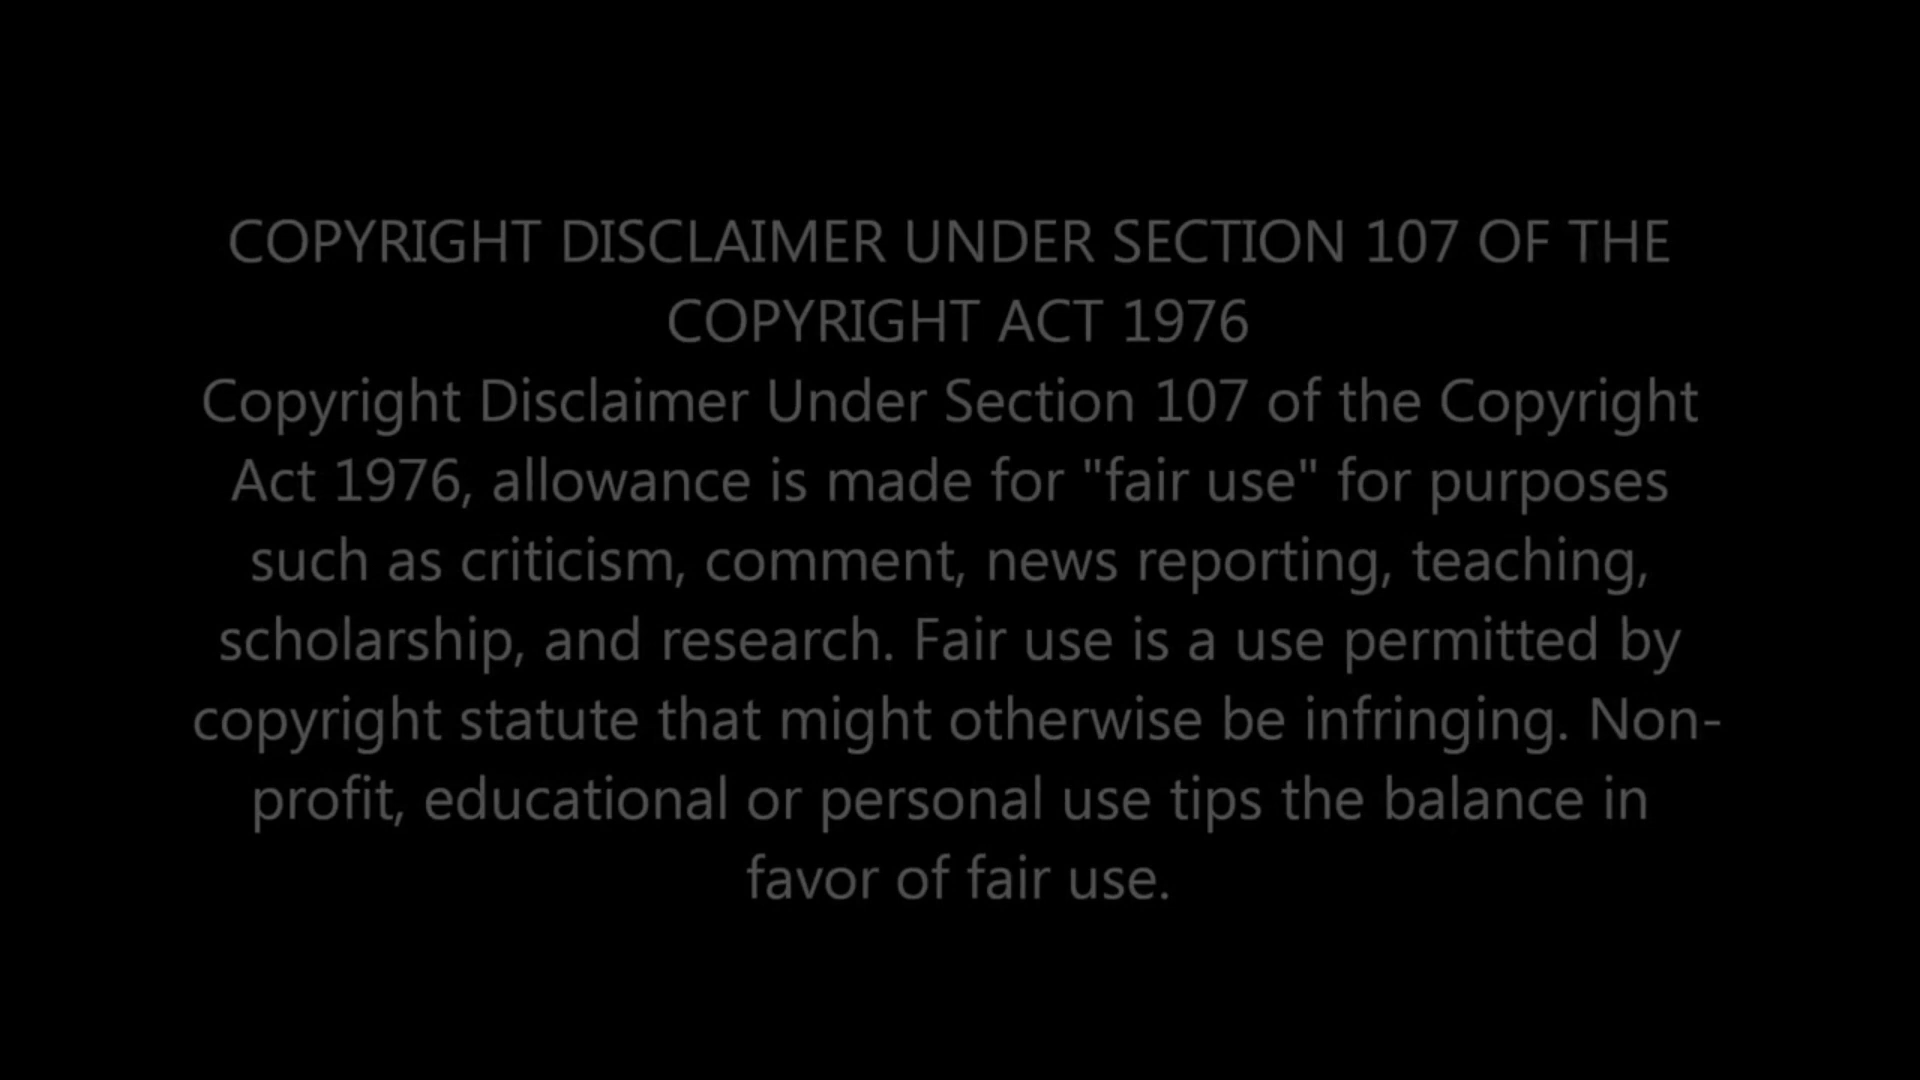 COPYRIGHT DISCLAIMER UNDER SECTION 107 OF THE
COPYRIGHT ACT 1976
Copyright Disclaimer Under Section 107 of the Copyright
Act 1976, allowance is made for "fair use" for purposes
such as criticism, comment, news reporting, teaching,
scholarship, and research. Fair use is a use permitted by
copyright statute that might otherwise be infringing. Non-
profit, educational or personal use tips the balance in
favor of fair use.